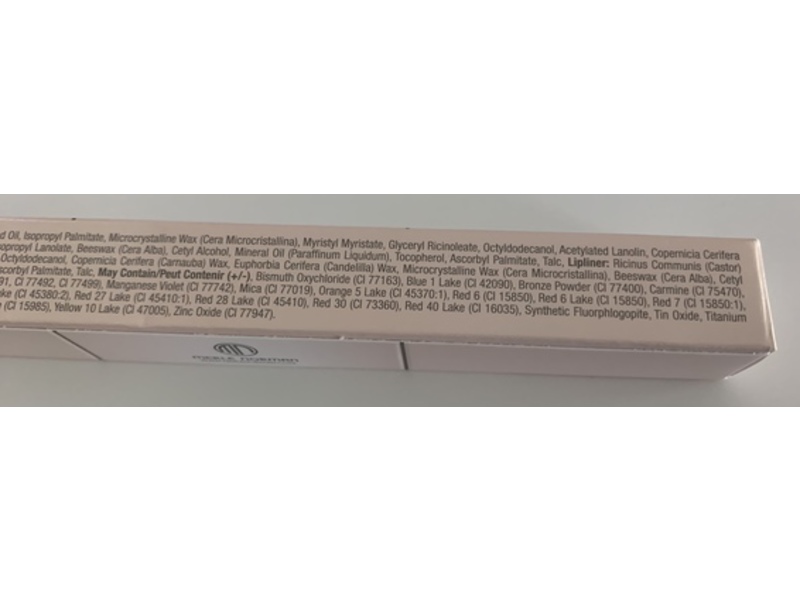 d Oil, Isopropyl Palmitate, Microcrystalline Wax (Cera Microcristallina), Myristyl Myristate, Glyceryl Ricinoleate, Octyldodecanol, Acetylated Lanolin, Copernicia Cerifera
opropyl Lanolate, Beeswax (Cera Alba), Cetyl Alcohol, Mineral Oil (Paraffinum Liquidum), Tocopherol, Ascorbyl Palmitate, Talc, Lipliner: Ricinus Communis (Castor)
Octyldodecanol, Copernicia Cerifera (Carnauba) Wax, Euphorbia Cerifera (Candelilla) Wax, Microcrystalline Wax (Cera Microcristallina), Beeswax (Cera Alba), Cetyl
scorbyl Palmitate, Talc, May Contain/Peut Contenir (+/-), Bismuth Oxychloride (CI 77163), Blue 1 Lake (CI 42090), Bronze Powder (CI 77400), Carmine (CI 75470),
91, CI 77492, CI 77499), Manganese Violet (CI 77742), Mica (CI 77019), Orange 5 Lake (CI 45370:1), Red 6 (CI 15850), Red 6 Lake (CI 15850), Red 7 (CI 15850:1),
ke (CI 45380:2), Red 27 Lake (CI 45410:1), Red 28 Lake (CI 45410), Red 30 (CI 73360), Red 40 Lake (CI 16035), Synthetic Fluorphlogopite, Tin Oxide, Titanium
CI 15985), Yellow 10 Lake (CI 47005), Zinc Oxide (CI 77947).
merle norman